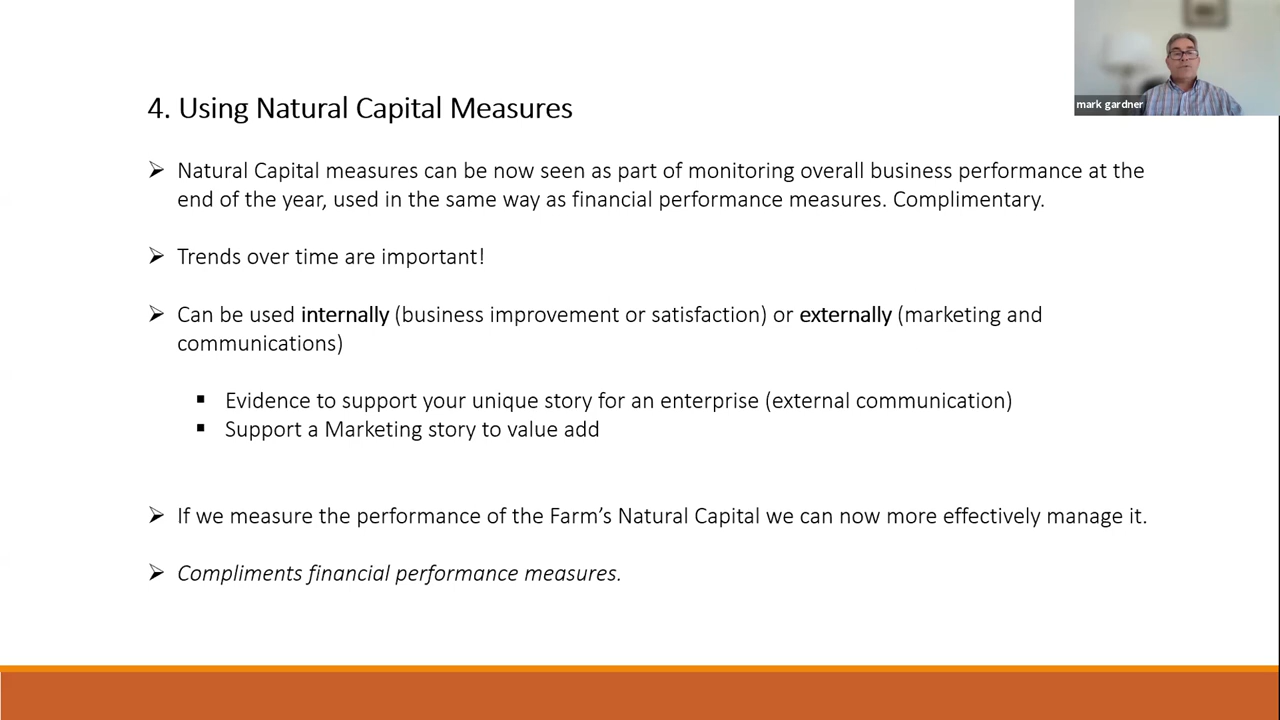 mark gardner
4. Using Natural Capital Measures
➢ Natural Capital measures can be now seen as part of monitoring overall business performance at the
end of the year, used in the same way as financial performance measures. Complimentary.
➢ Trends over time are important!
➢ Can be used internally (business improvement or satisfaction) or externally (marketing and
communications)
▪ Evidence to support your unique story for an enterprise (external communication)
▪ Support a Marketing story to value add
➢ If we measure the performance of the Farm’s Natural Capital we can now more effectively manage it.
➢ Compliments financial performance measures.